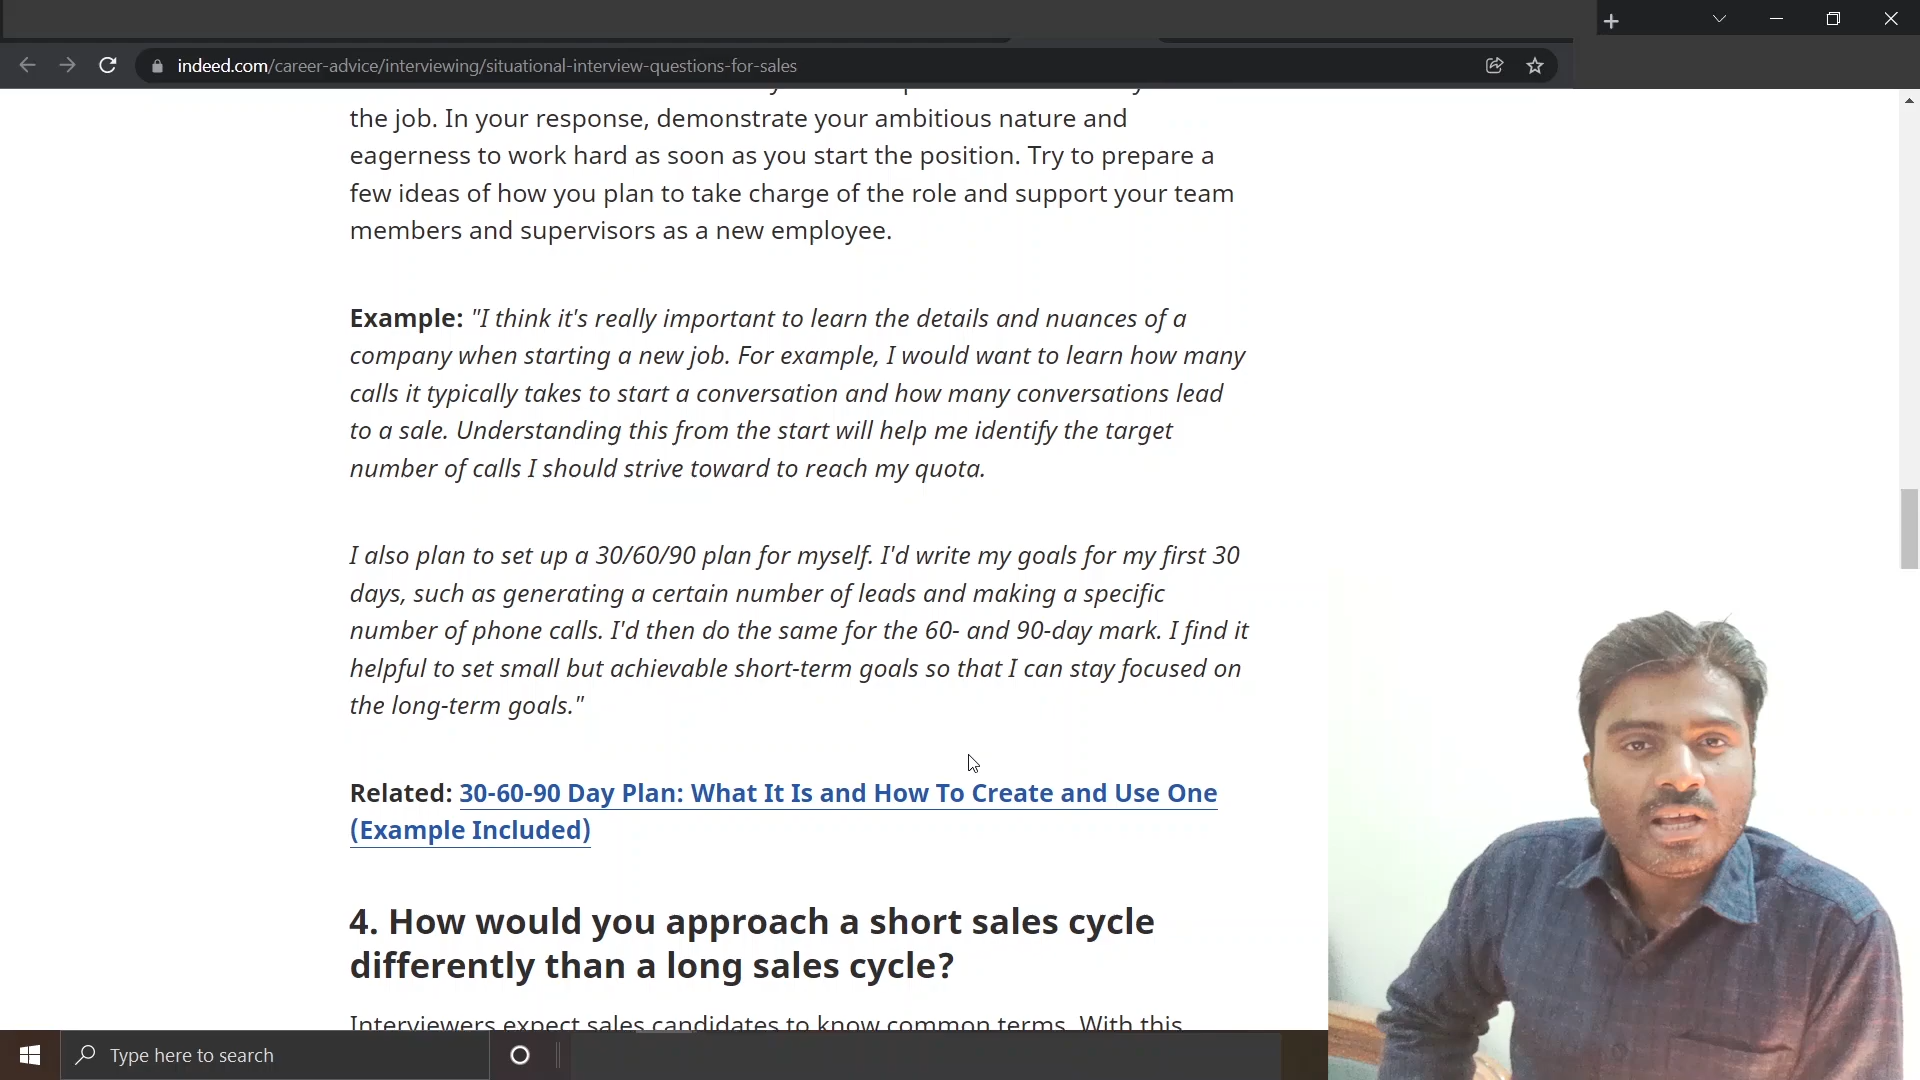 indeed.com/career-advice/interviewing/situational-interview-questions-for-sales
the job. In your response, demonstrate your ambitious nature and
eagerness to work hard as soon as you start the position. Try to prepare a
few ideas of how you plan to take charge of the role and support your team
members and supervisors as a new employee.
Example: "I think it's really important to learn the details and nuances of a
company when starting a new job. For example, I would want to learn how many
calls it typically takes to start a conversation and how many conversations lead
to a sale. Understanding this from the start will help me identify the target
number of calls I should strive toward to reach my quota.
I also plan to set up a 30/60/90 plan for myself. I'd write my goals for my first 30
days, such as generating a certain number of leads and making a specific
number of phone calls. I'd then do the same for the 60- and 90-day mark. I find it
helpful to set small but achievable short-term goals so that I can stay focused on
the long-term goals."
Related: 30-60-90 Day Plan: What It Is and How To Create and Use One
(Example Included)
4. How would you approach a short sales cycle
differently than a long sales cycle?
Interviewers expect sales candidates to know common terms. With this
Type here to search